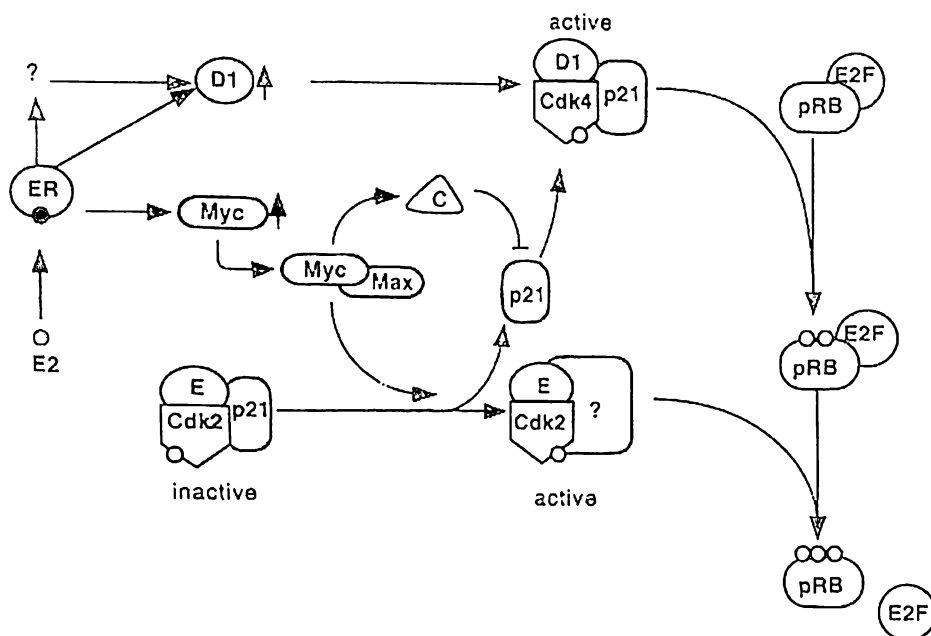 active
?
D1
D1
Cdk4
p21
E2F
pRB
ER
Myc
C
Myc
Max
p21
E2
E2F
pRB
E
Cdk2
p21
E
Cdk2
?
inactive
active
pRB
E2F